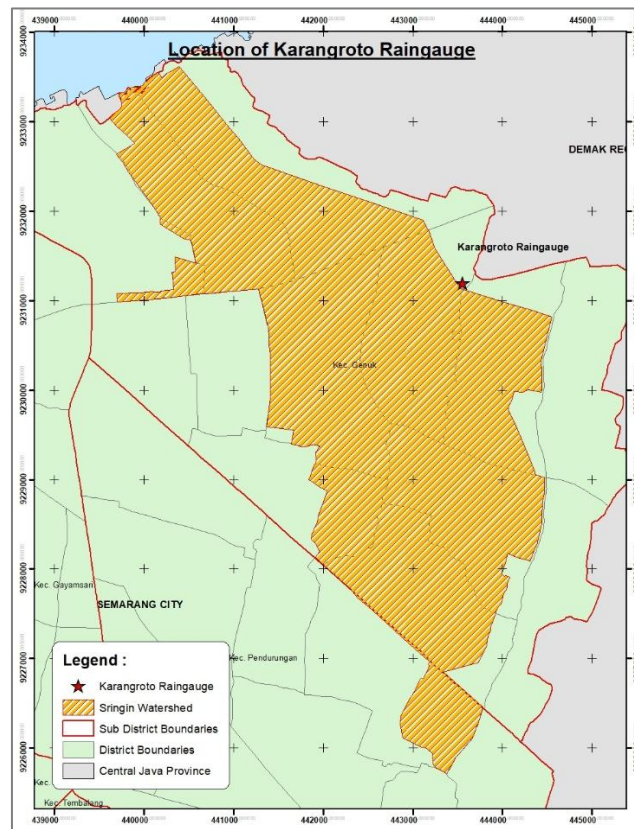 Location of Karangroto Raingauge
439000 440000 441000 442000 443000 444000 445000
9234000
9233000
DEMAK REG
9232000
Karangroto Raingauge
9231000
Kec. Genuk
9230000
9229000
9228000
Kec. Gayamsari
SEMARANG CITY
9227000
Kec. Pendurungan
Legend :
Karangroto Raingauge
Sringin Watershed
Sub District Boundaries
District Boundaries
Central Java Province
9226000
Kec.
Kec. Tembalang
439000 440000 441000 442000 443000 444000 445000